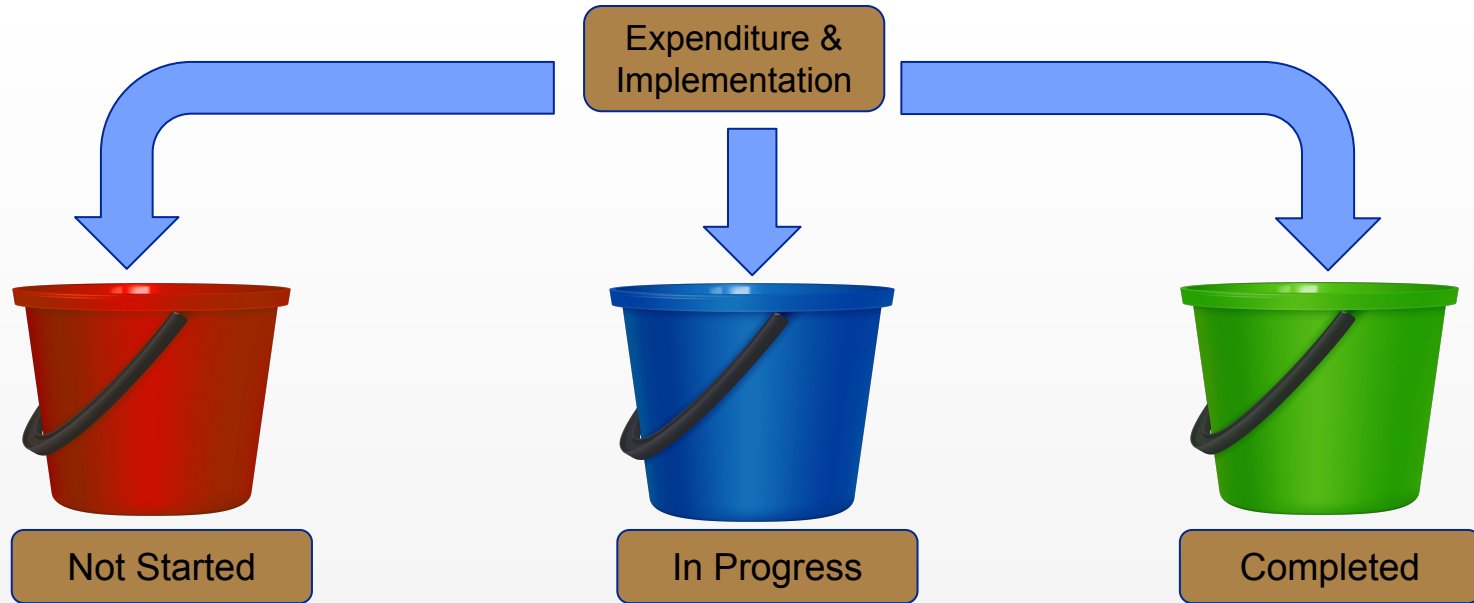 Expenditure &
Implementation
Not Started
In Progress
Completed